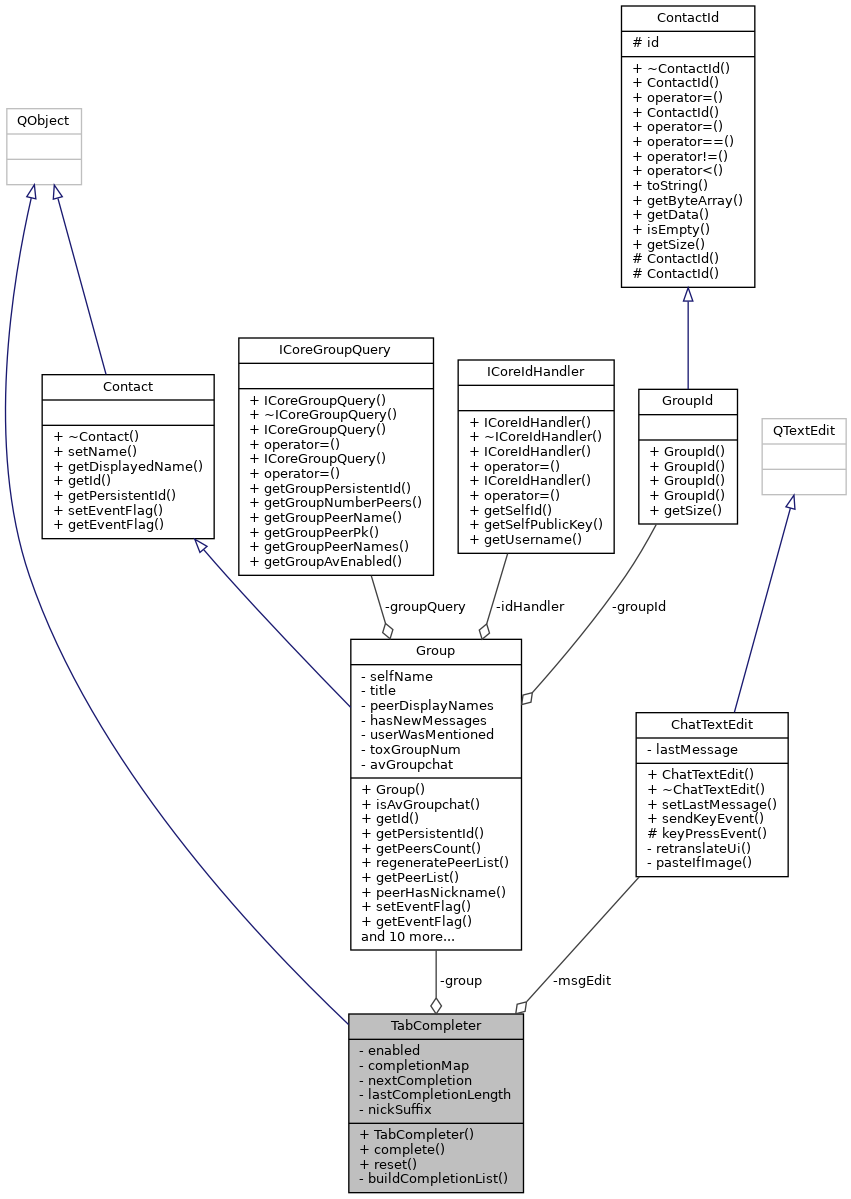 ContactId
# id
+ ~ContactId()
+ ContactId()
+ operator=()
+ ContactId()
+ operator=()
+ operator==()
+ operator!=()
+ operator<()
+ toString()
+ getByteArray()
+ getData()
+ isEmpty()
+ getSize()
# ContactId()
# ContactId()
QObject
Contact
+ ~Contact()
+ setName()
+ getDisplayedName()
+ getId()
+ getPersistentId()
+ setEventFlag()
+ getEventFlag()
ICoreGroupQuery
+ ICoreGroupQuery()
+ ~ICoreGroupQuery()
+ ICoreGroupQuery()
+ operator=()
+ ICoreGroupQuery()
+ operator=()
+ getGroupPersistentId()
+ getGroupNumberPeers()
+ getGroupPeerName()
+ getGroupPeerPk()
+ getGroupPeerNames()
+ getGroupAvEnabled()
ICoreIdHandler
+ ICoreIdHandler()
+ ~ICoreIdHandler()
+ ICoreIdHandler()
+ operator=()
+ ICoreIdHandler()
+ operator=()
+ getSelfId()
+ getSelfPublicKey()
+ getUsername()
GroupId
+ GroupId()
+ GroupId()
+ GroupId()
+ GroupId()
+ getSize()
QTextEdit
-groupQuery
-idHandler
-groupId
Group
- selfName
- title
- peerDisplayNames
- hasNewMessages
- userWasMentioned
- toxGroupNum
- avGroupchat
+ Group()
+ isAvGroupchat()
+ getId()
+ getPersistentId()
+ getPeersCount()
+ regeneratePeerList()
+ getPeerList()
+ peerHasNickname()
+ setEventFlag()
+ getEventFlag()
and 10 more...
ChatTextEdit
- lastMessage
+ ChatTextEdit()
+ ~ChatTextEdit()
+ setLastMessage()
+ sendKeyEvent()
# keyPressEvent()
- retranslateUi()
- pasteIfImage()
-group
-msgEdit
TabCompleter
- enabled
- completionMap
- nextCompletion
- lastCompletionLength
- nickSuffix
+ TabCompleter()
+ complete()
+ reset()
- buildCompletionList()